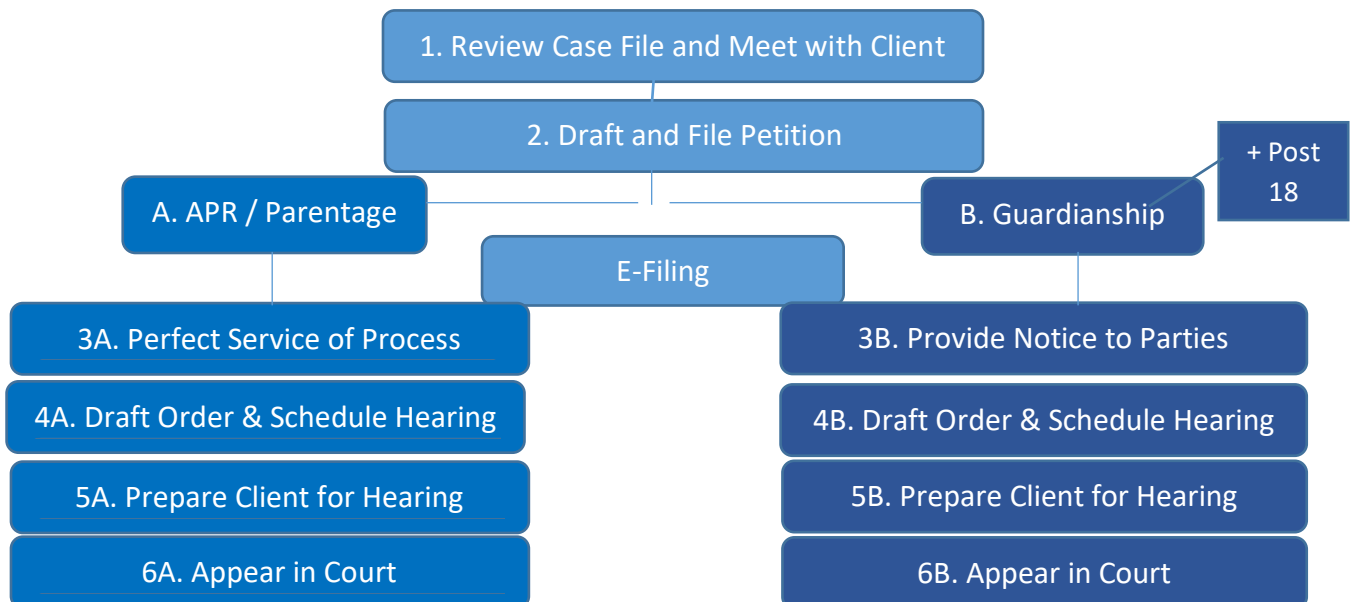 1. Review Case File and Meet with Client
2. Draft and File Petition
+ Post
18
A. APR / Parentage
B. Guardianship
E-Filing
3A. Perfect Service of Process
3B. Provide Notice to Parties
4A. Draft Order & Schedule Hearing
4B. Draft Order & Schedule Hearing
5A. Prepare Client for Hearing
5B. Prepare Client for Hearing
6A. Appear in Court
6B. Appear in Court